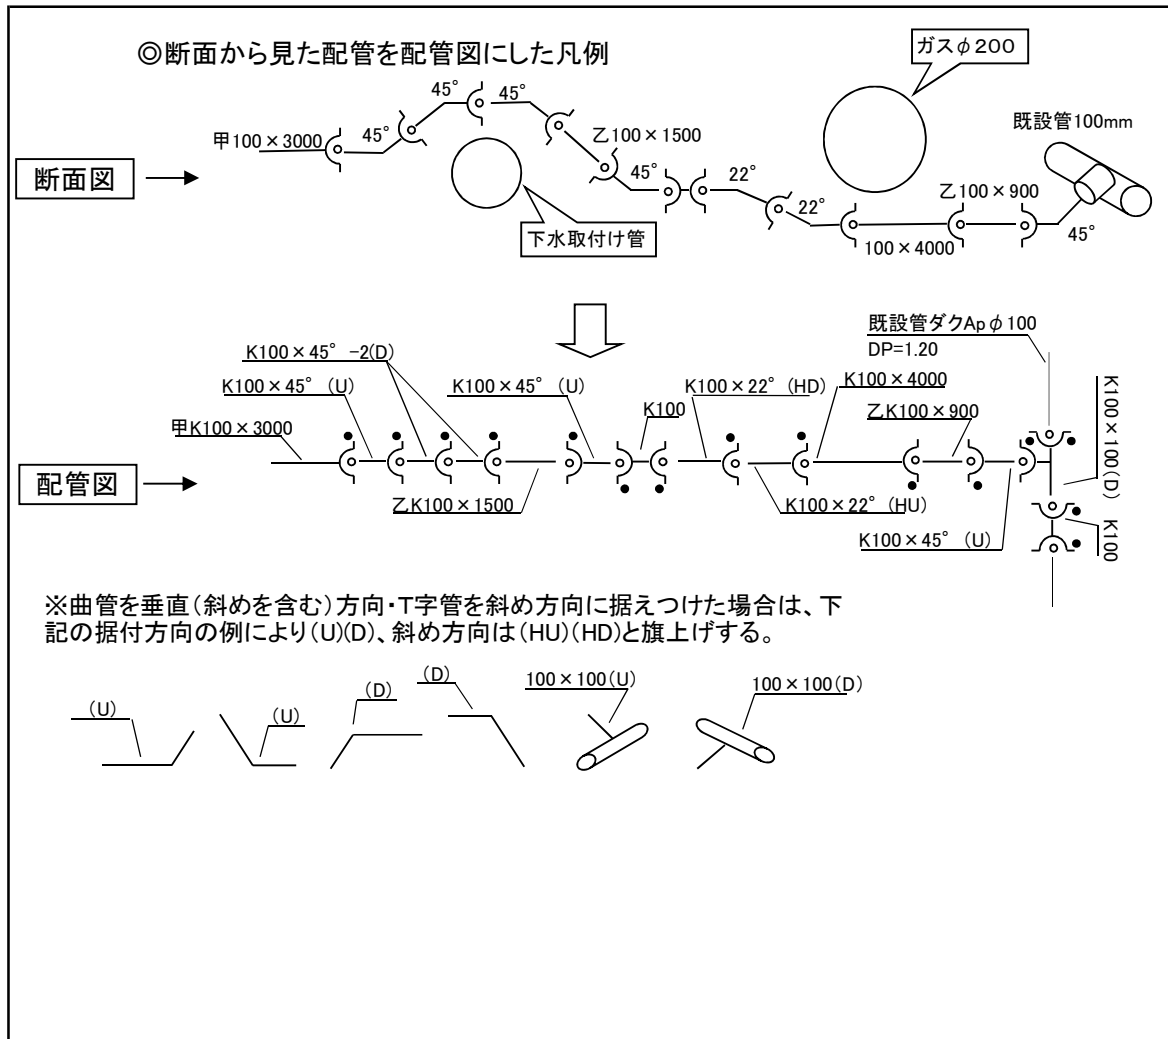 ◎断面から見た配管を配管図にした凡例
ガスφ200
45°
45°
既設管100mm
甲100×3000
45°
乙100×1500
断面図
45°
22°
乙100×900
22°
下水取付け管
100×4000
45°
既設管ダクApφ100
DP=1.20
K100×45° -2(D)
K100×45° (U)
K100×45° (U)
K100×22° (HD)
K100×4000
K100
乙K100×900
甲K100×3000
K100×100(D)
配管図
乙K100×1500
K100×22° (HU)
K100×45° (U)
K100
※曲管を垂直(斜めを含む)方向・T字管を斜め方向に据えつけた場合は、下
記の据付方向の例により(U)(D)、斜め方向は(HU)(HD)と旗上げする。
(U)
(U)
(D)
(D)
100×100(U)
100×100(D)